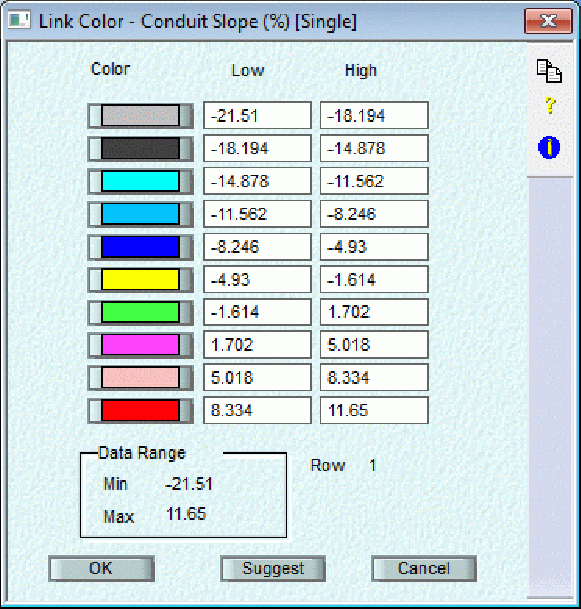 Link Color - Conduit Slope (%) [Single]
Color Low High
-21.51 -18.194
-18.194 -14.878
-14.878 -11.562
-11.562 -8.246
-8.246 -4.93
-4.93 -1.614
-1.614 1.702
1.702 5.018
5.018 8.334
8.334 11.65
Data Range
Row 1
Min -21.51
Max 11.65
OK Suggest Cancel